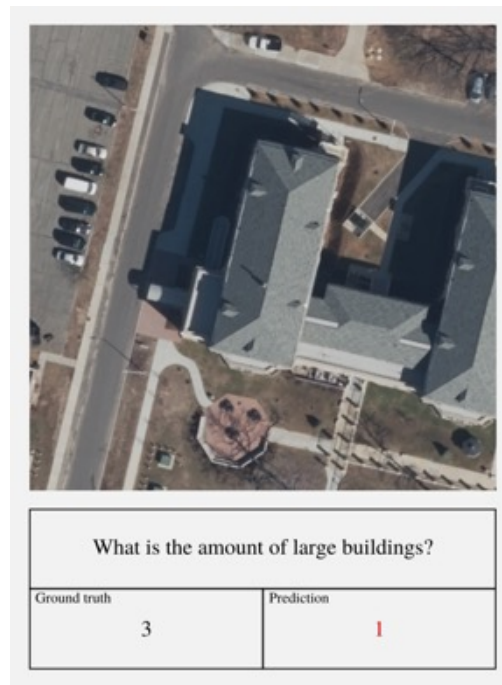 What is the amount of large buildings?
Ground truth
Prediction
3
1